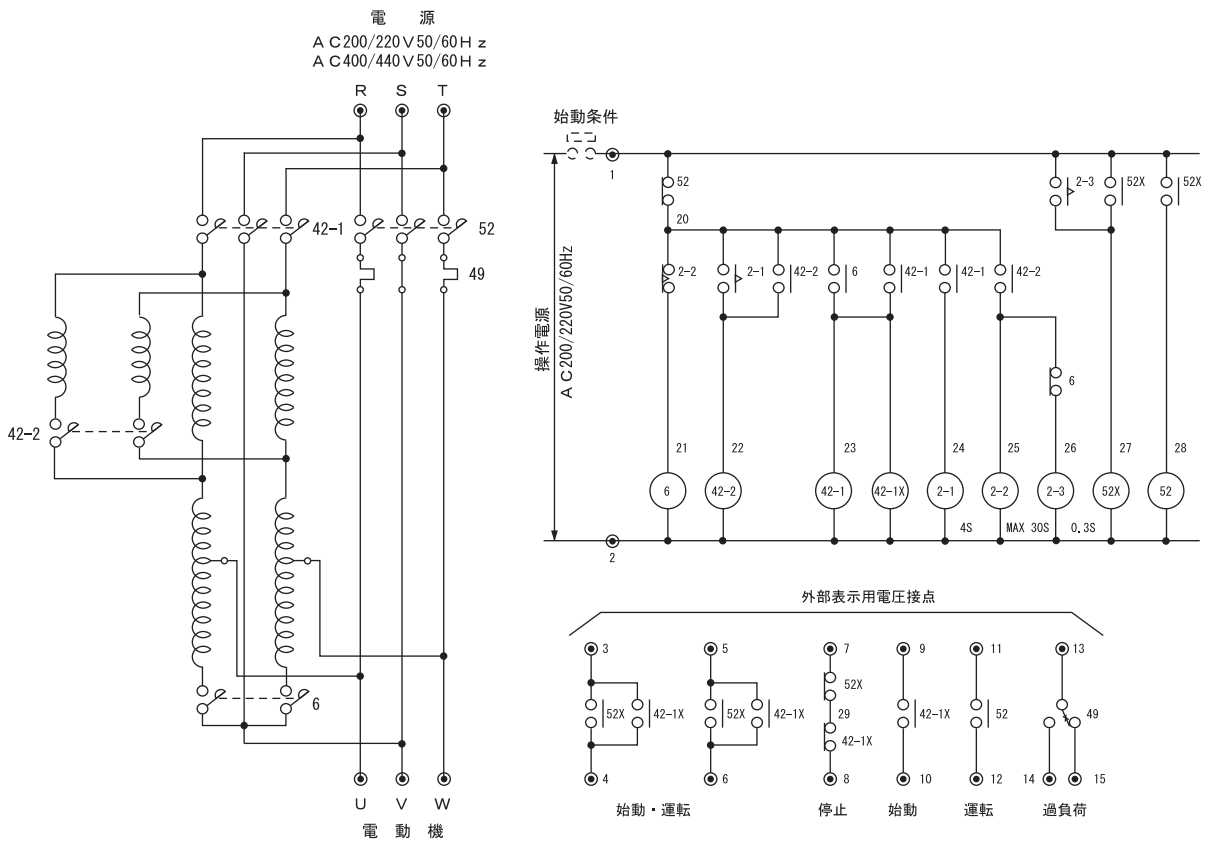 電 源
AC200/220V50/60Hz
AC400/440V50/60Hz
R S T
42-1
52
49
42-2
6
U V W
電 動 機
始動条件
1
操作電源
AC200/220V50/60Hz
52
20
2-3
52X
52X
2-2
2-1
42-2
6
42-1
42-1
42-2
6
21 22 23 24 25 26 27 28
6 42-2 42-1 42-1X 2-1 2-2 2-3 52X 52
4S MAX 30S 0.3S
2
外部表示用電圧接点
3 5 7 9 11 13
52X 42-1X 52X 42-1X 52X 29 42-1X 42-1X 52 49
4 6 8 10 12 14 15
始動・運転 停止 始動 運転 過負荷